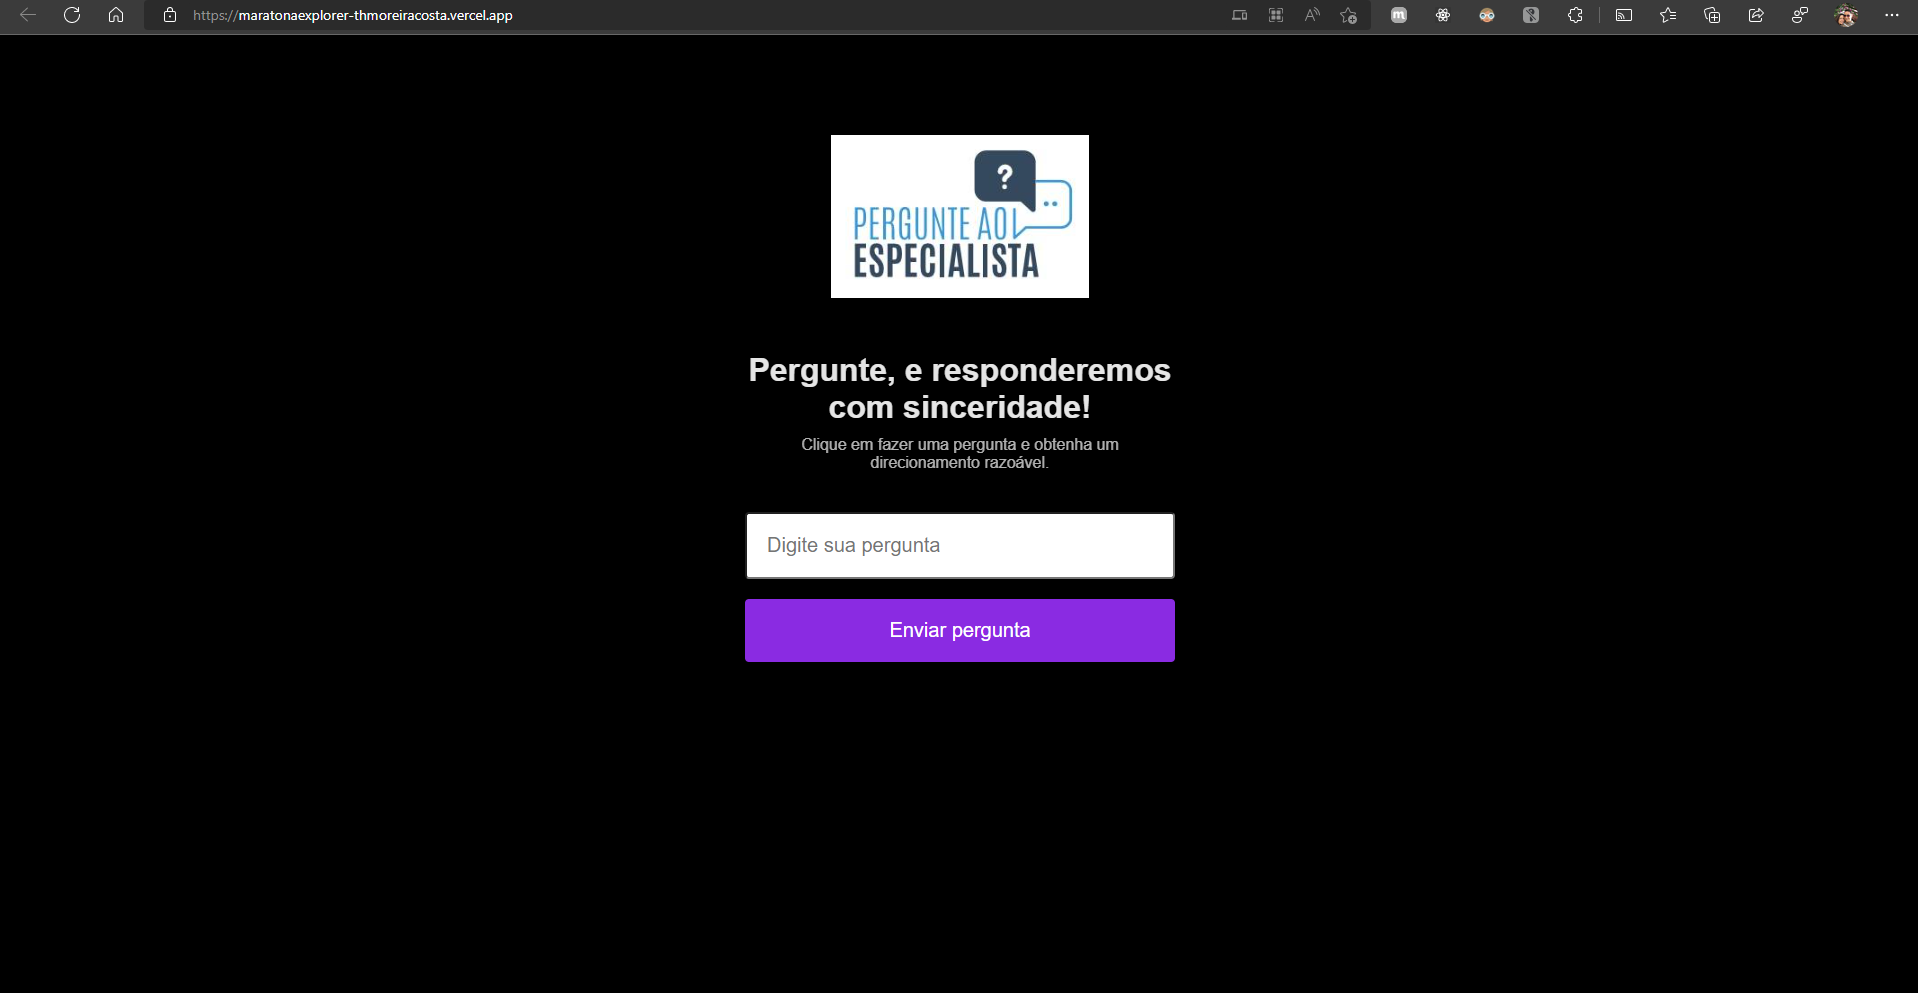 https://maratonaexplorer-thmoreiracosta.vercel.app
?
PERGUNTE AO
ESPECIALISTA
Pergunte, e responderemos
com sinceridade!
Clique em fazer uma pergunta e obtenha um
direcionamento razoável.
Digite sua pergunta
Enviar pergunta